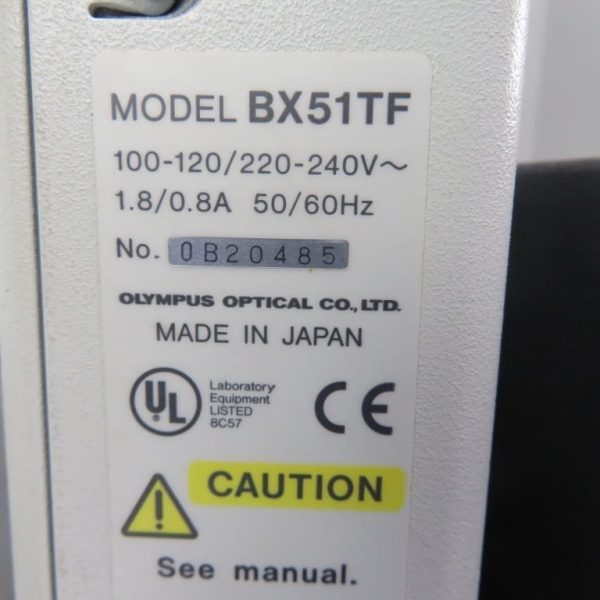 MODEL BX51TF
100-120/220-240V～
1.8/0.8A 50/60Hz
No. 0B20485
OLYMPUS OPTICAL CO., LTD.
MADE IN JAPAN
UL
Laboratory
Equipment
LISTED
8C57
CE
CAUTION
!
See manual.